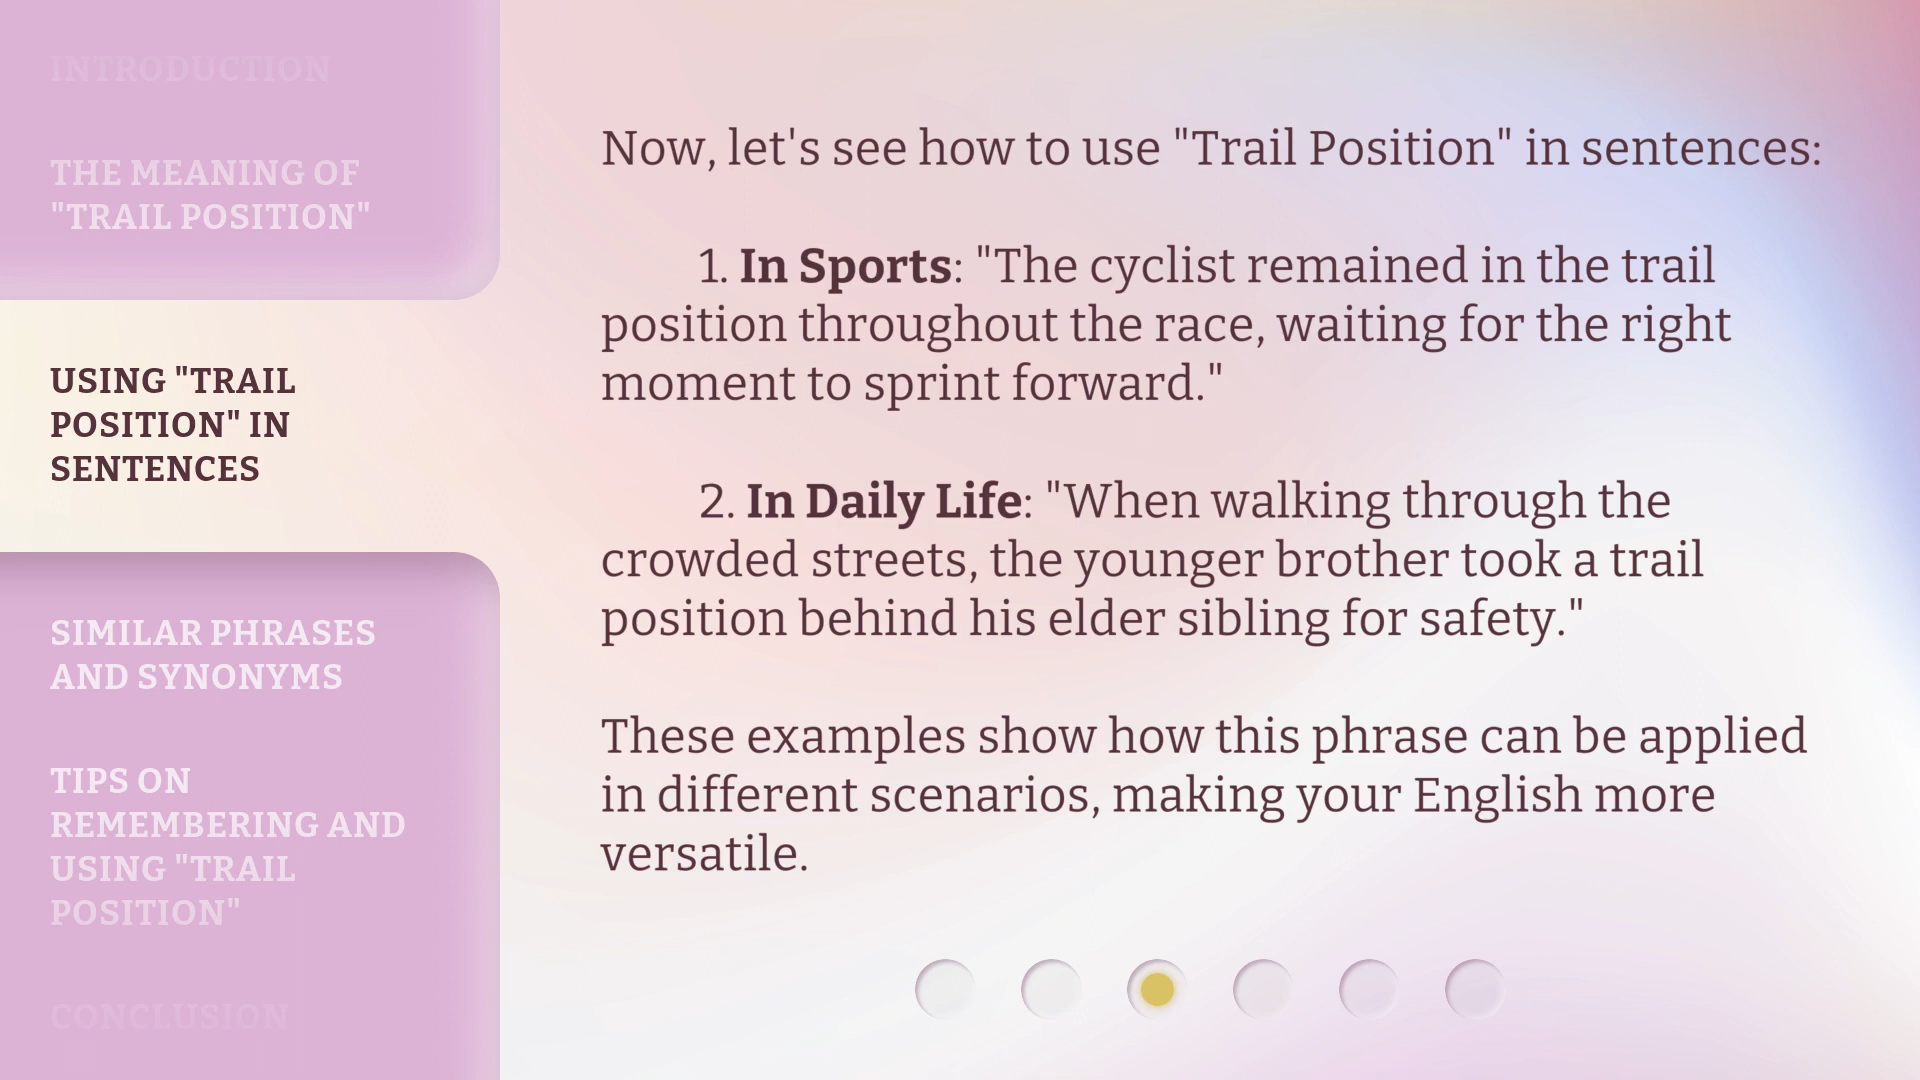 INTRODUCTION
THE MEANING OF
"TRAIL POSITION"
USING "TRAIL
POSITION" IN
SENTENCES
SIMILAR PHRASES
AND SYNONYMS
TIPS ON
REMEMBERING AND
USING "TRAIL
POSITION"
CONCLUSION
Now, let's see how to use "Trail Position" in sentences:
1. In Sports: "The cyclist remained in the trail
position throughout the race, waiting for the right
moment to sprint forward."
2. In Daily Life: "When walking through the
crowded streets, the younger brother took a trail
position behind his elder sibling for safety."
These examples show how this phrase can be applied
in different scenarios, making your English more
versatile.